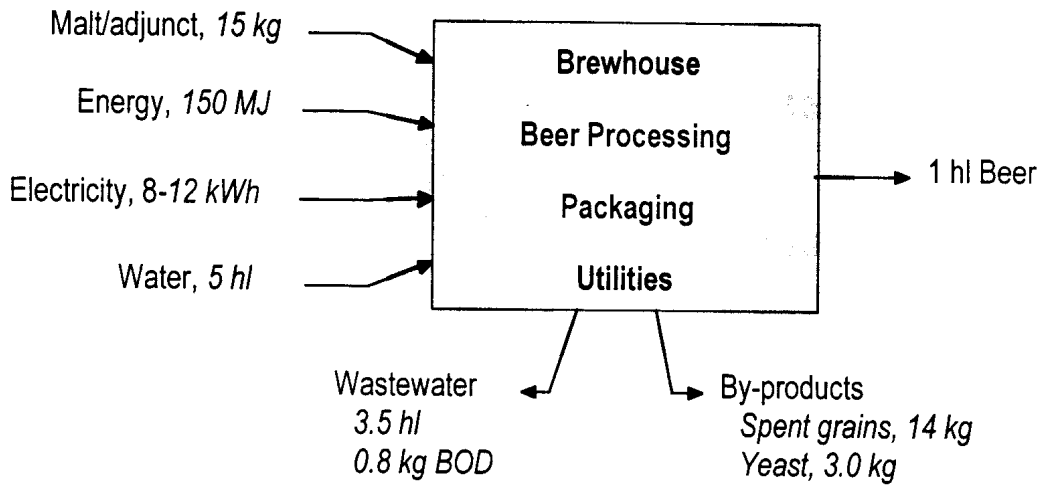 Malt/adjunct, 15 kg
Energy, 150 MJ
Electricity, 8-12 kWh
Water, 5 hl
Brewhouse
Beer Processing
Packaging
Utilities
1 hl Beer
Wastewater
3.5 hl
0.8 kg BOD
By-products
Spent grains, 14 kg
Yeast, 3.0 kg